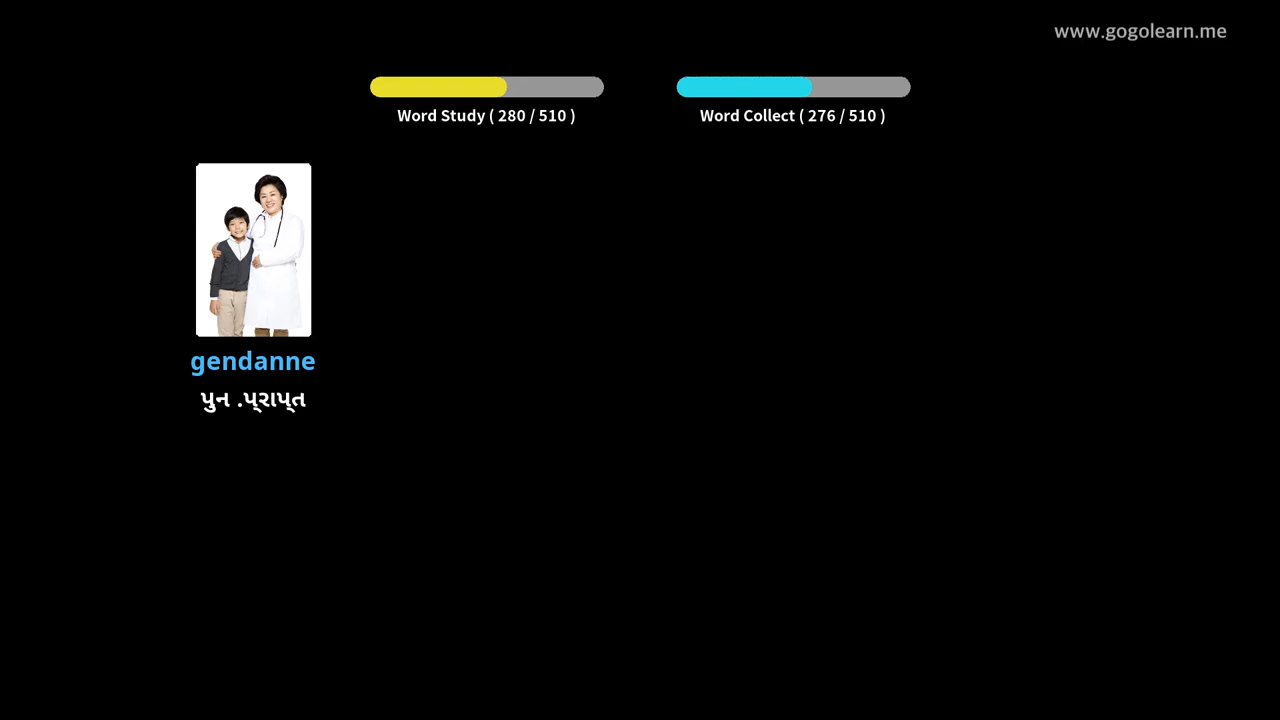 www.gogolearn.me
Word Study ( 280 / 510 )
Word Collect ( 276 / 510 )
gendanne
પુન .પ્રાપ્ત